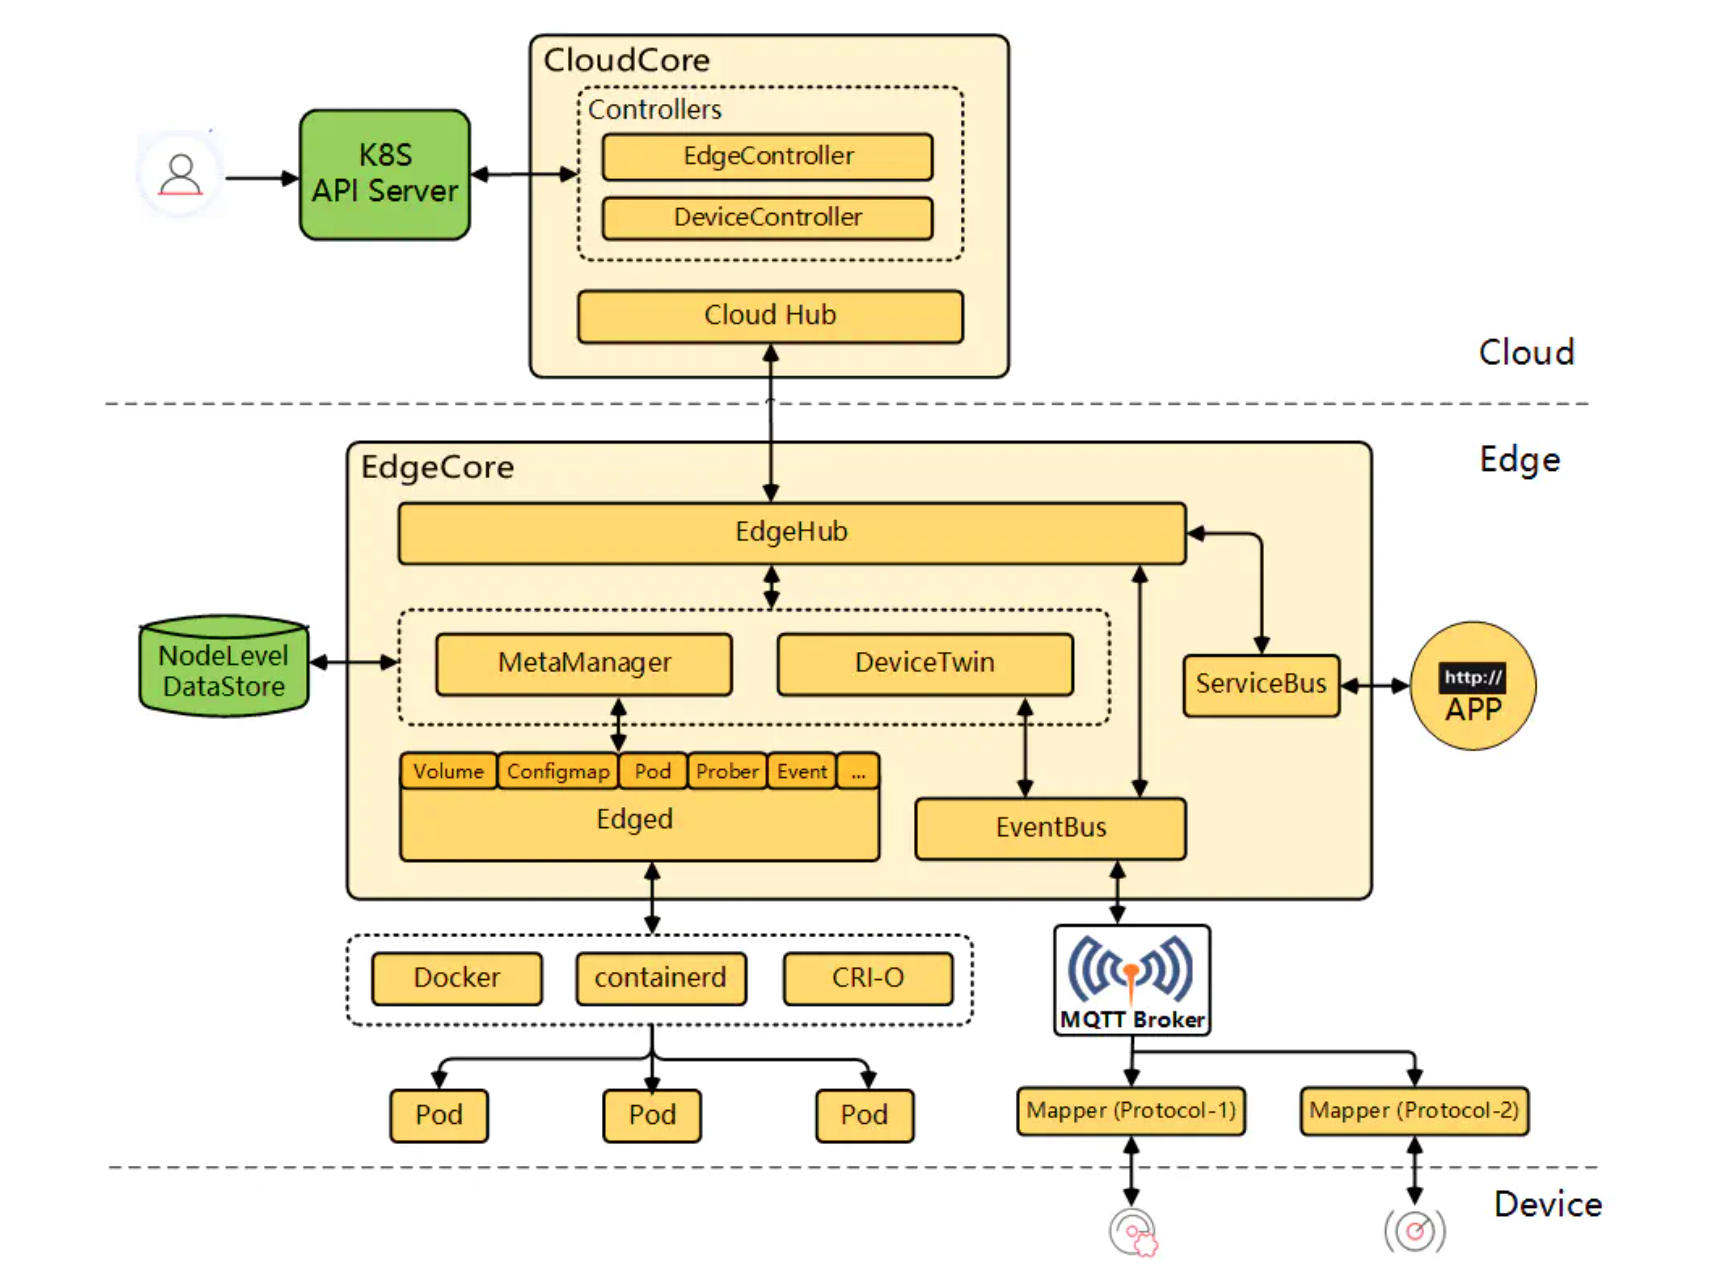 CloudCore
Controllers
EdgeController
DeviceController
K8S
API Server
Cloud Hub
Cloud
Edge
EdgeCore
EdgeHub
NodeLevel
DataStore
MetaManager
DeviceTwin
ServiceBus
http://
APP
Volume
Configmap
Pod
Prober
Event
...
Edged
EventBus
Docker
containerd
CRI-O
MQTT Broker
Pod
Pod
Pod
Mapper (Protocol-1)
Mapper (Protocol-2)
Device